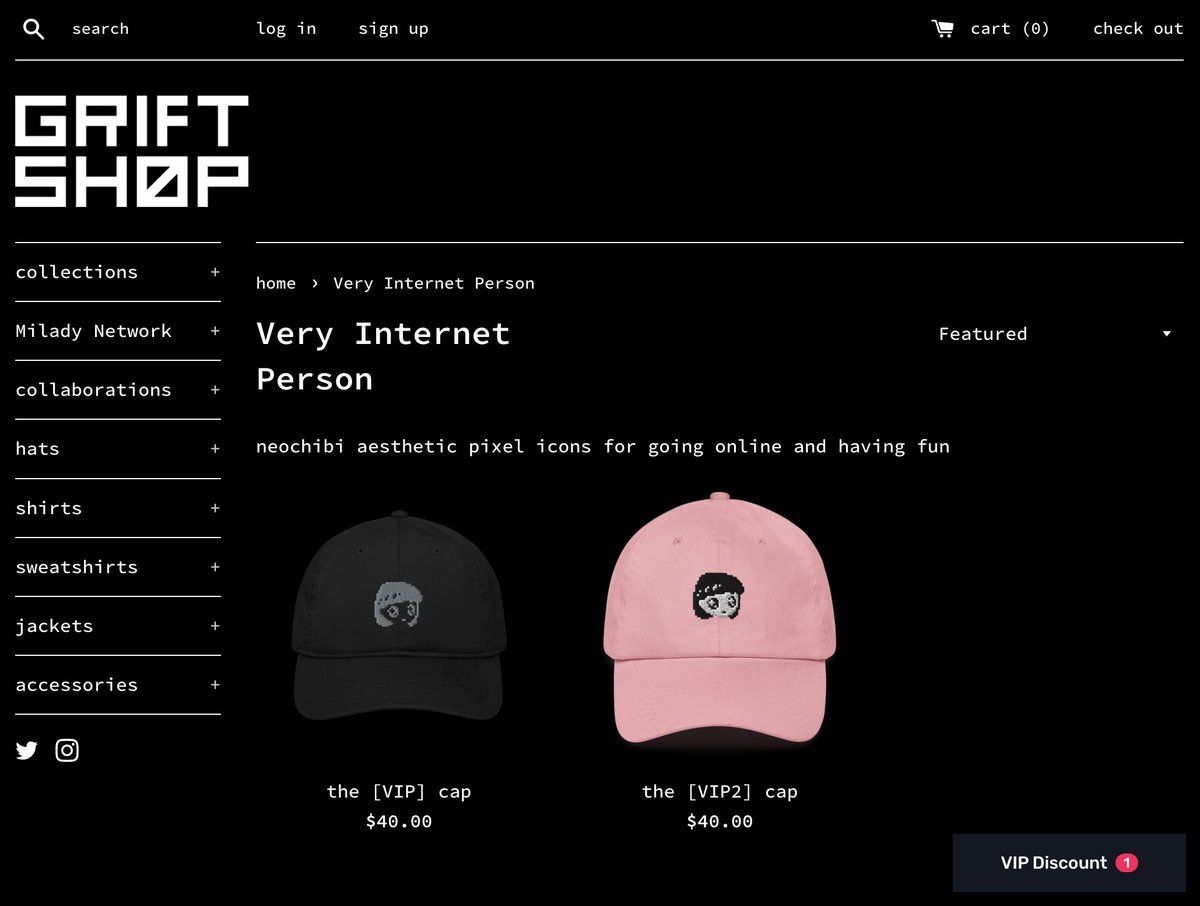 search
log in
sign up
cart (0)
check out
GRIFT
SHØP
collections +
Milady Network +
collaborations +
hats +
shirts +
sweatshirts +
jackets +
accessories +
home › Very Internet Person
Very Internet
Person
Featured
neochibi aesthetic pixel icons for going online and having fun
the [VIP] cap
$40.00
the [VIP2] cap
$40.00
VIP Discount 1